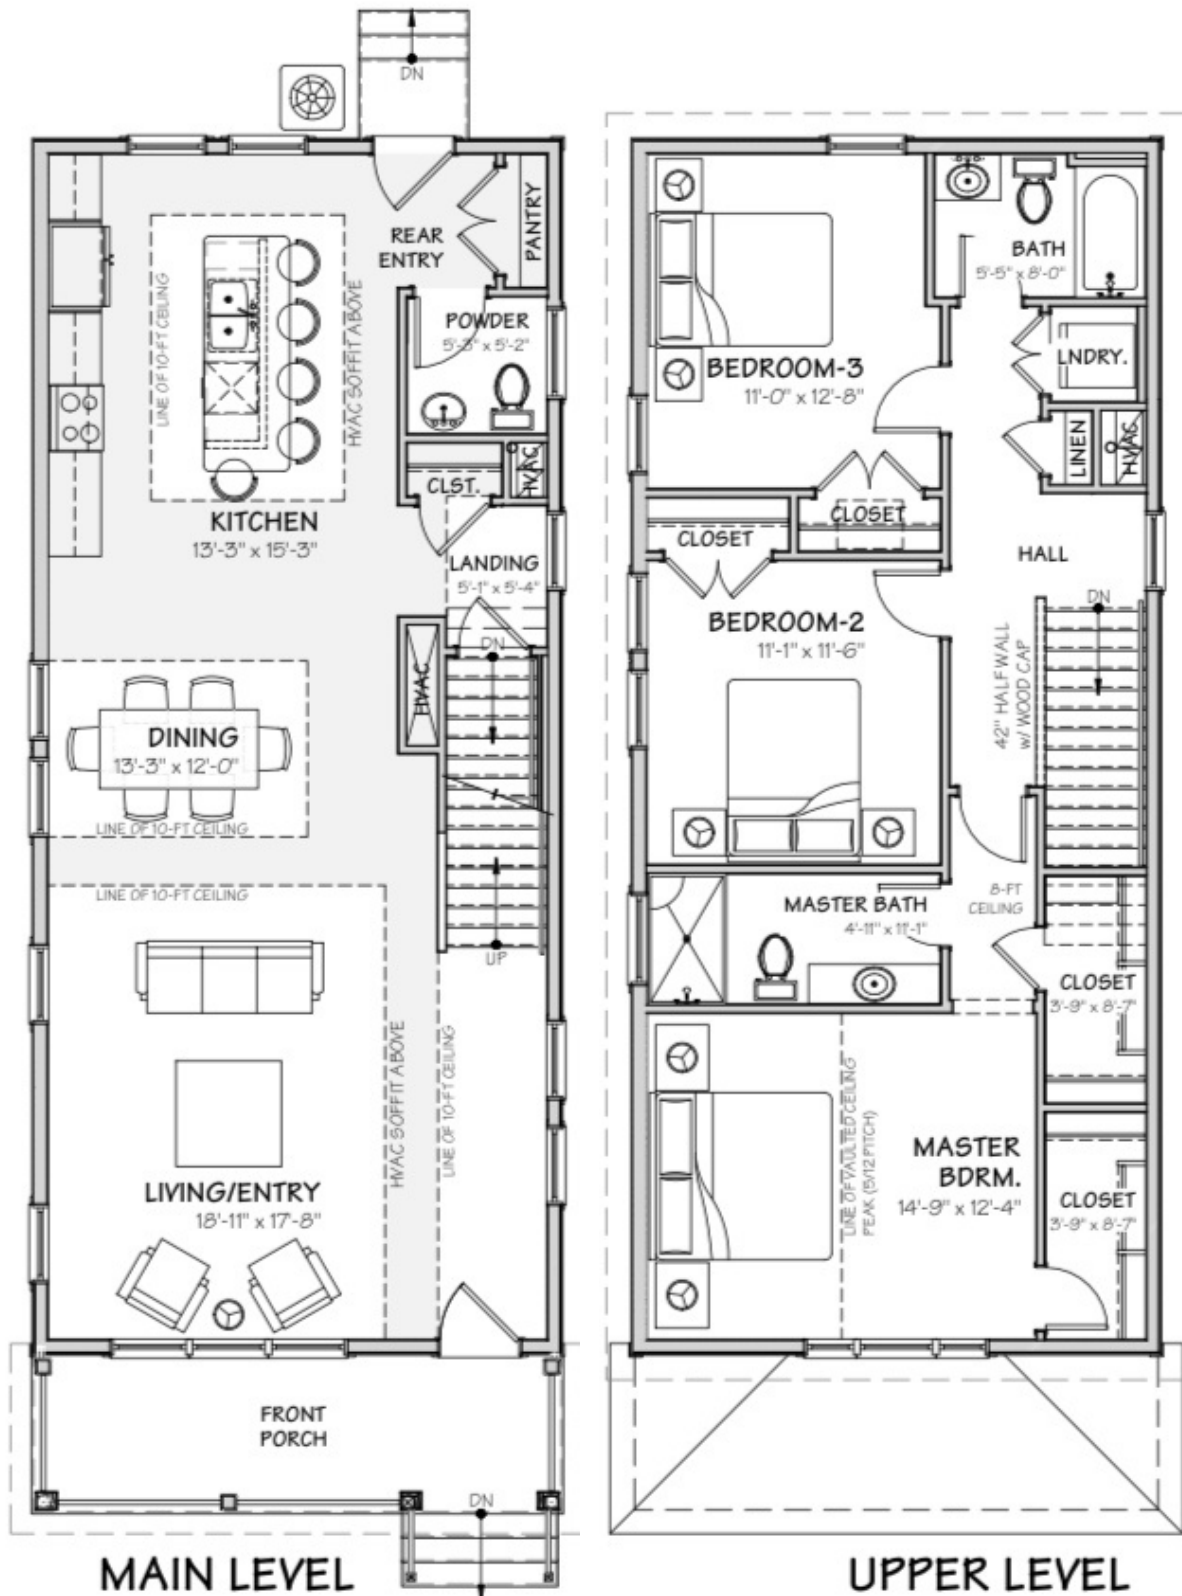 DN
REAR
ENTRY
PANTRY
LINE OF 10-FT CEILING
HVAC SOFFIT ABOVE
POWDER
5'-3" x 5'-2"
CLST.
HVAC
KITCHEN
13'-3" x 15'-3"
LANDING
5'-1" x 5'-4"
DN
HVAC
DINING
13'-3" x 12'-0"
LINE OF 10-FT CEILING
LINE OF 10-FT CEILING
UP
HVAC SOFFIT ABOVE
LINE OF 10-FT CEILING
LIVING/ENTRY
18'-11" x 17'-8"
FRONT
PORCH
DN
MAIN LEVEL
BATH
5'-5" x 8'-0"
BEDROOM-3
11'-0" x 12'-8"
LNDRY.
LINEN
HVAC
CLOSET
CLOSET
HALL
BEDROOM-2
11'-1" x 11'-6"
DN
42" HALF WALL
w/ WOOD CAP
MASTER BATH
4'-11" x 11'-1"
8-FT
CEILING
CLOSET
3'-9" x 8'-7"
LINE OF VAULTED CEILING
PEAK (5/12 PITCH)
MASTER
BDRM.
14'-9" x 12'-4"
CLOSET
3'-9" x 8'-7"
UPPER LEVEL